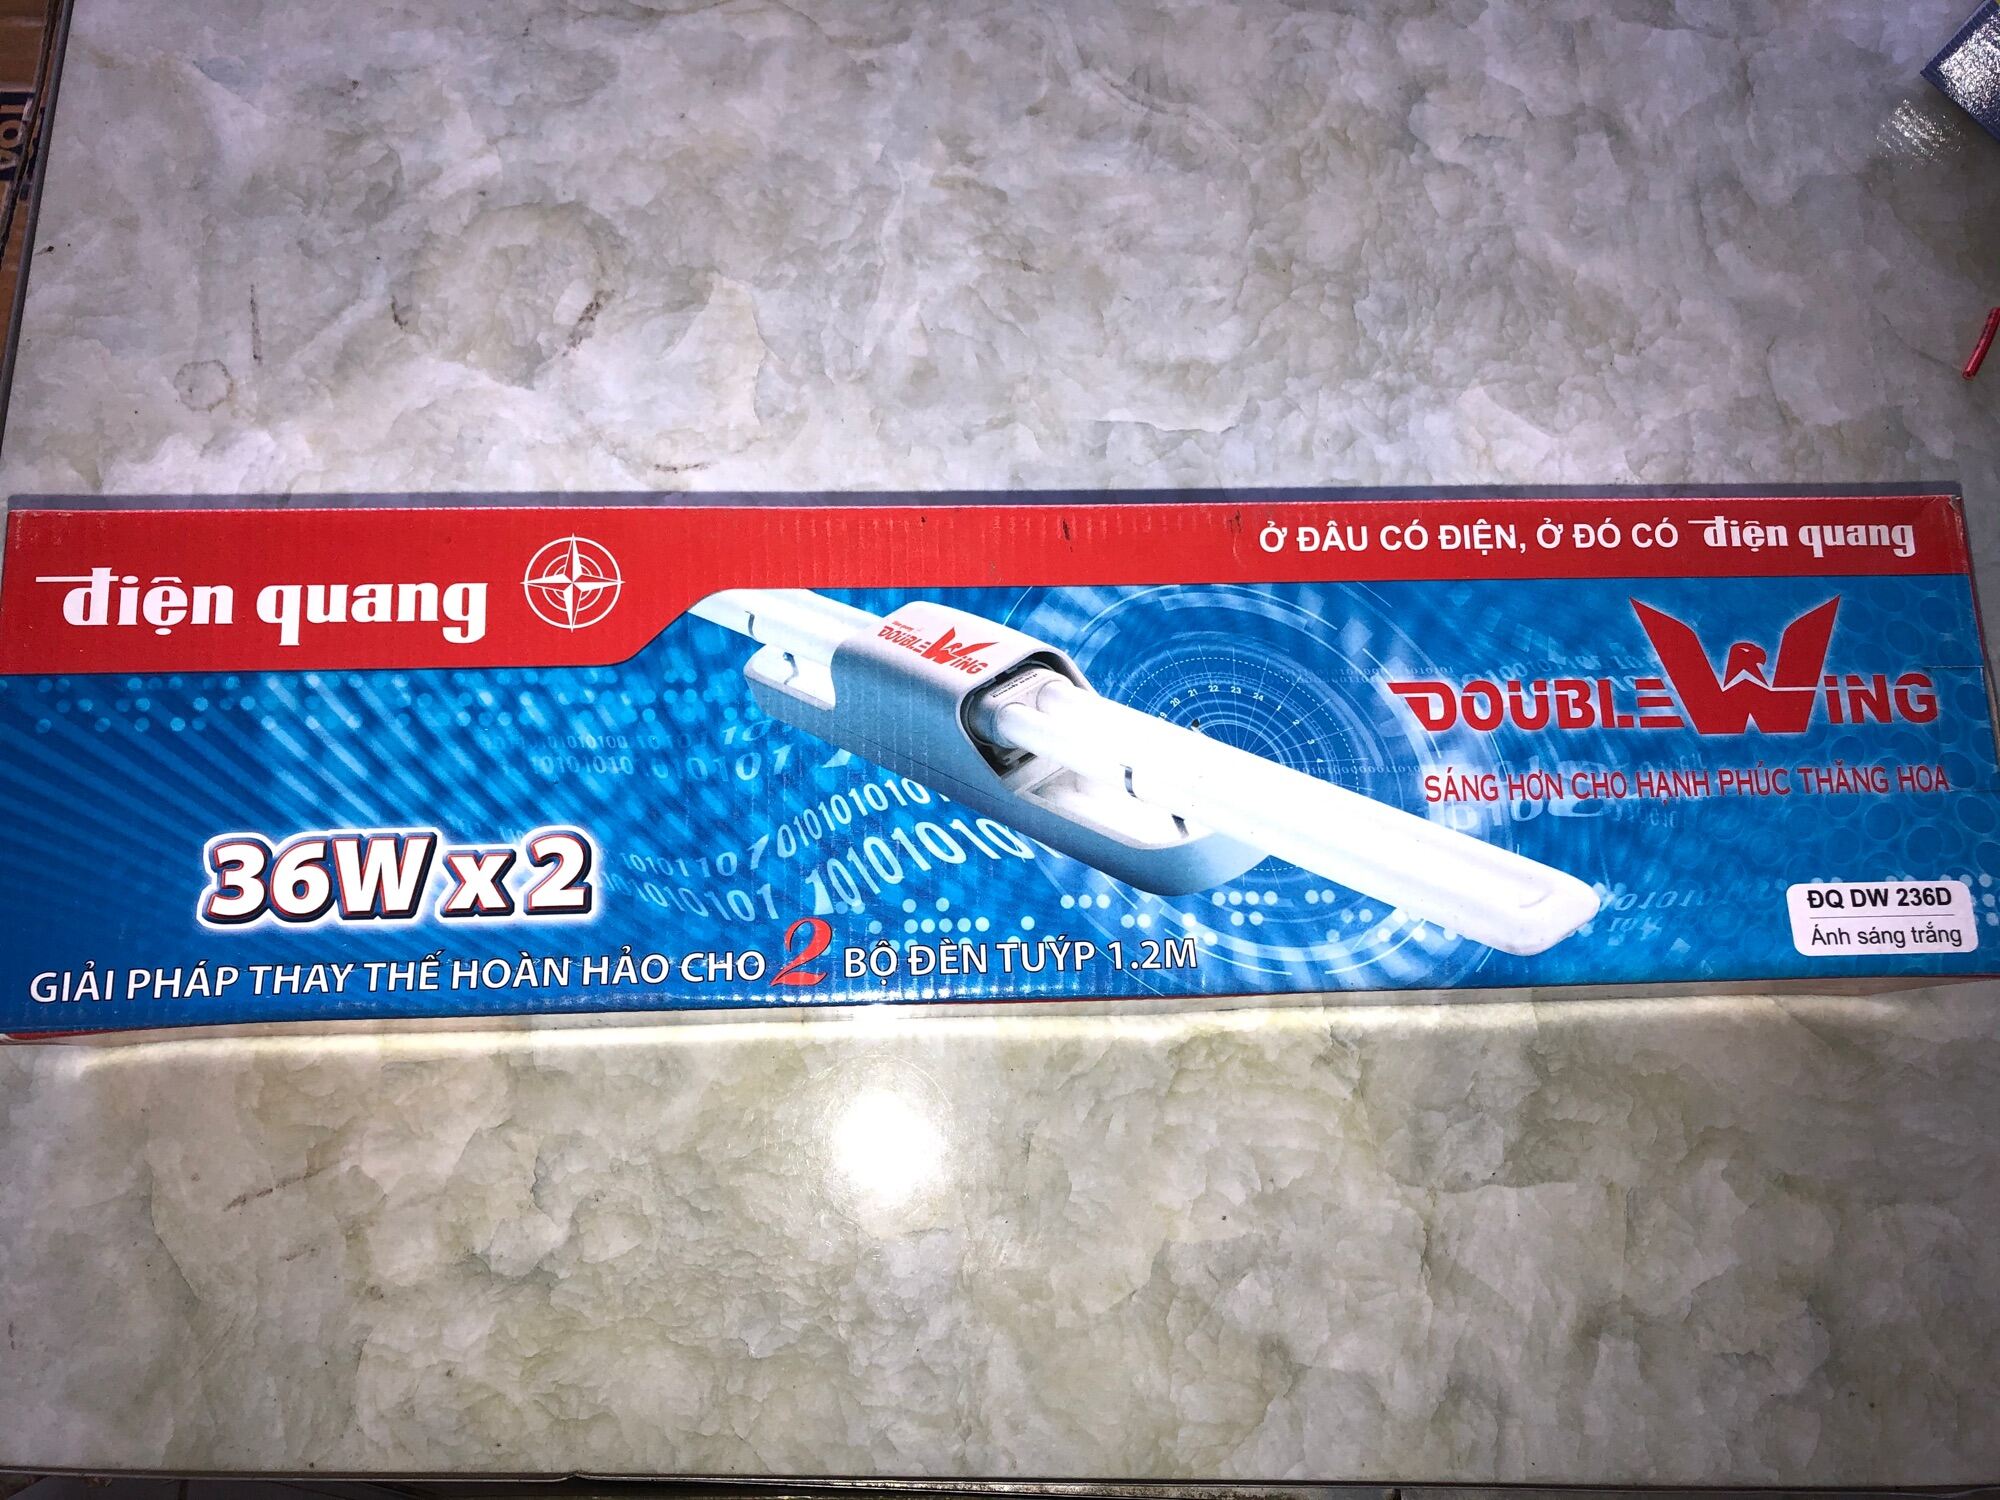 điện quang
Ở ĐÂU CÓ ĐIỆN, Ở ĐÓ CÓ điện quang
DOUBLE WING
DOUBLE WING
SÁNG HƠN CHO HẠNH PHÚC THĂNG HOA
36W x 2
GIẢI PHÁP THAY THẾ HOÀN HẢO CHO 2 BỘ ĐÈN TUÝP 1.2M
ĐQ DW 236D
Ánh sáng trắng